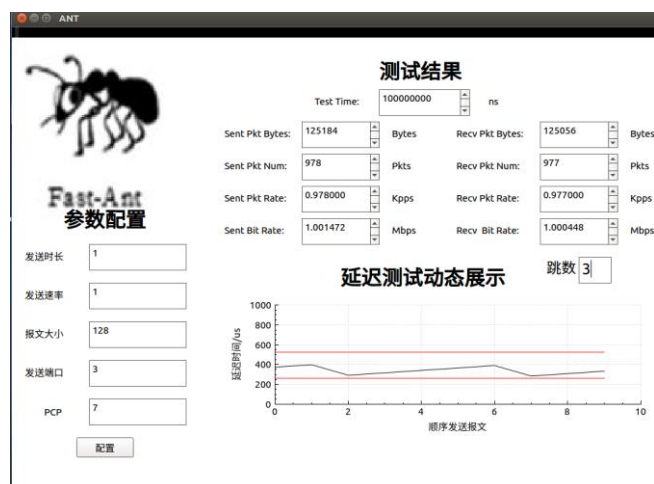 ANT
测试结果
Test Time: 100000000 ns
Sent Pkt Bytes: 125184 Bytes Recv Pkt Bytes: 125056 Bytes
Sent Pkt Num: 978 Pkts Recv Pkt Num: 977 Pkts
Sent Pkt Rate: 0.978000 Kpps Recv Pkt Rate: 0.977000 Kpps
Sent Bit Rate: 1.001472 Mbps Recv Bit Rate: 1.000448 Mbps
Fast-Ant
参数配置
发送时长 1
发送速率 1
报文大小 128
发送端口 3
PCP 7
配置
延迟测试动态展示
跳数 3
延迟时间/us
1000
800
600
400
200
0
0 2 4 6 8 10
顺序发送报文